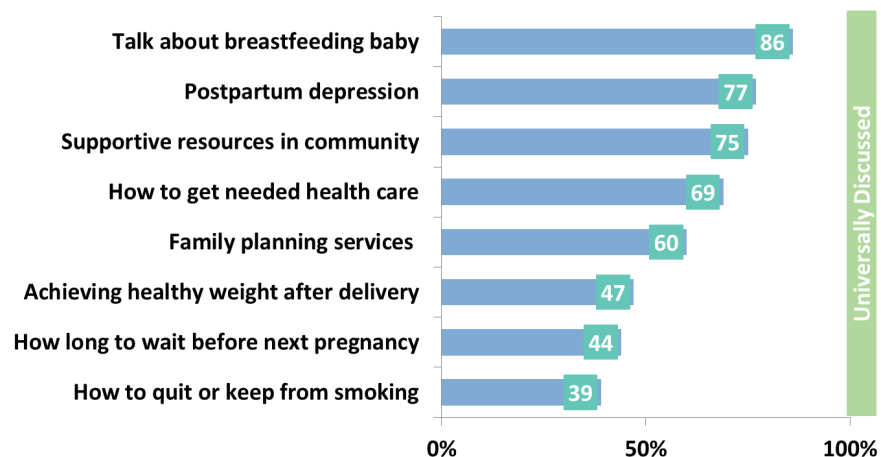 Talk about breastfeeding baby 86
Postpartum depression 77
Supportive resources in community 75
How to get needed health care 69
Family planning services 60
Achieving healthy weight after delivery 47
How long to wait before next pregnancy 44
How to quit or keep from smoking 39
0% 50% 100%
Universally Discussed